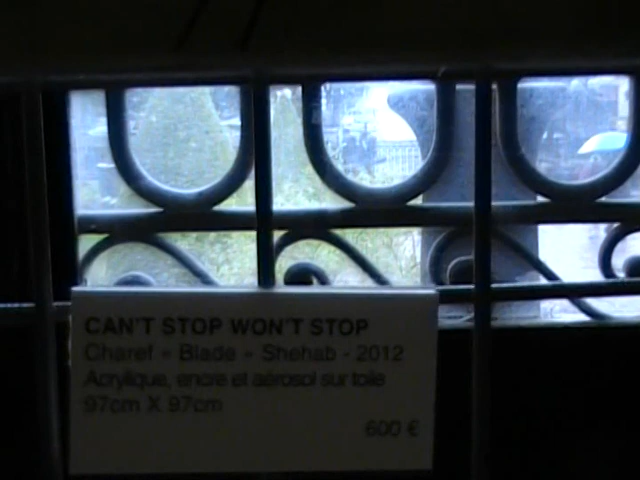 CAN'T STOP WON'T STOP
Charef - Blade - Shehab - 2012
Acrylique, encre et aérosol sur toile
97cm X 97cm
600 €